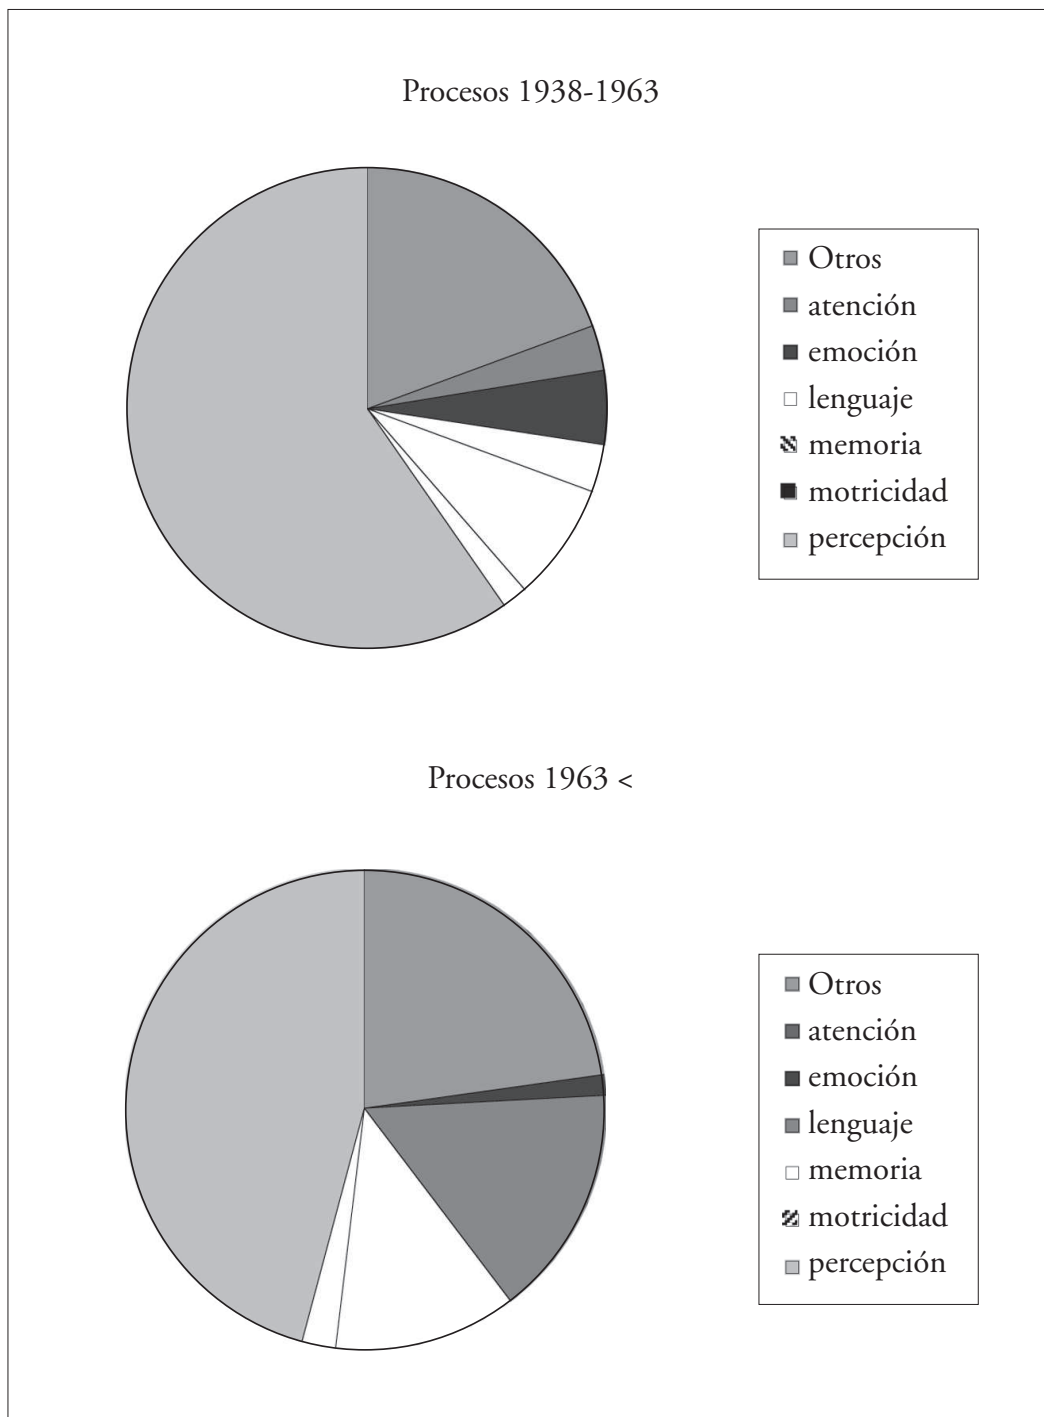 Procesos 1938-1963
Otros
atención
emoción
lenguaje
memoria
motricidad
percepción
Procesos 1963 <
Otros
atención
emoción
lenguaje
memoria
motricidad
percepción